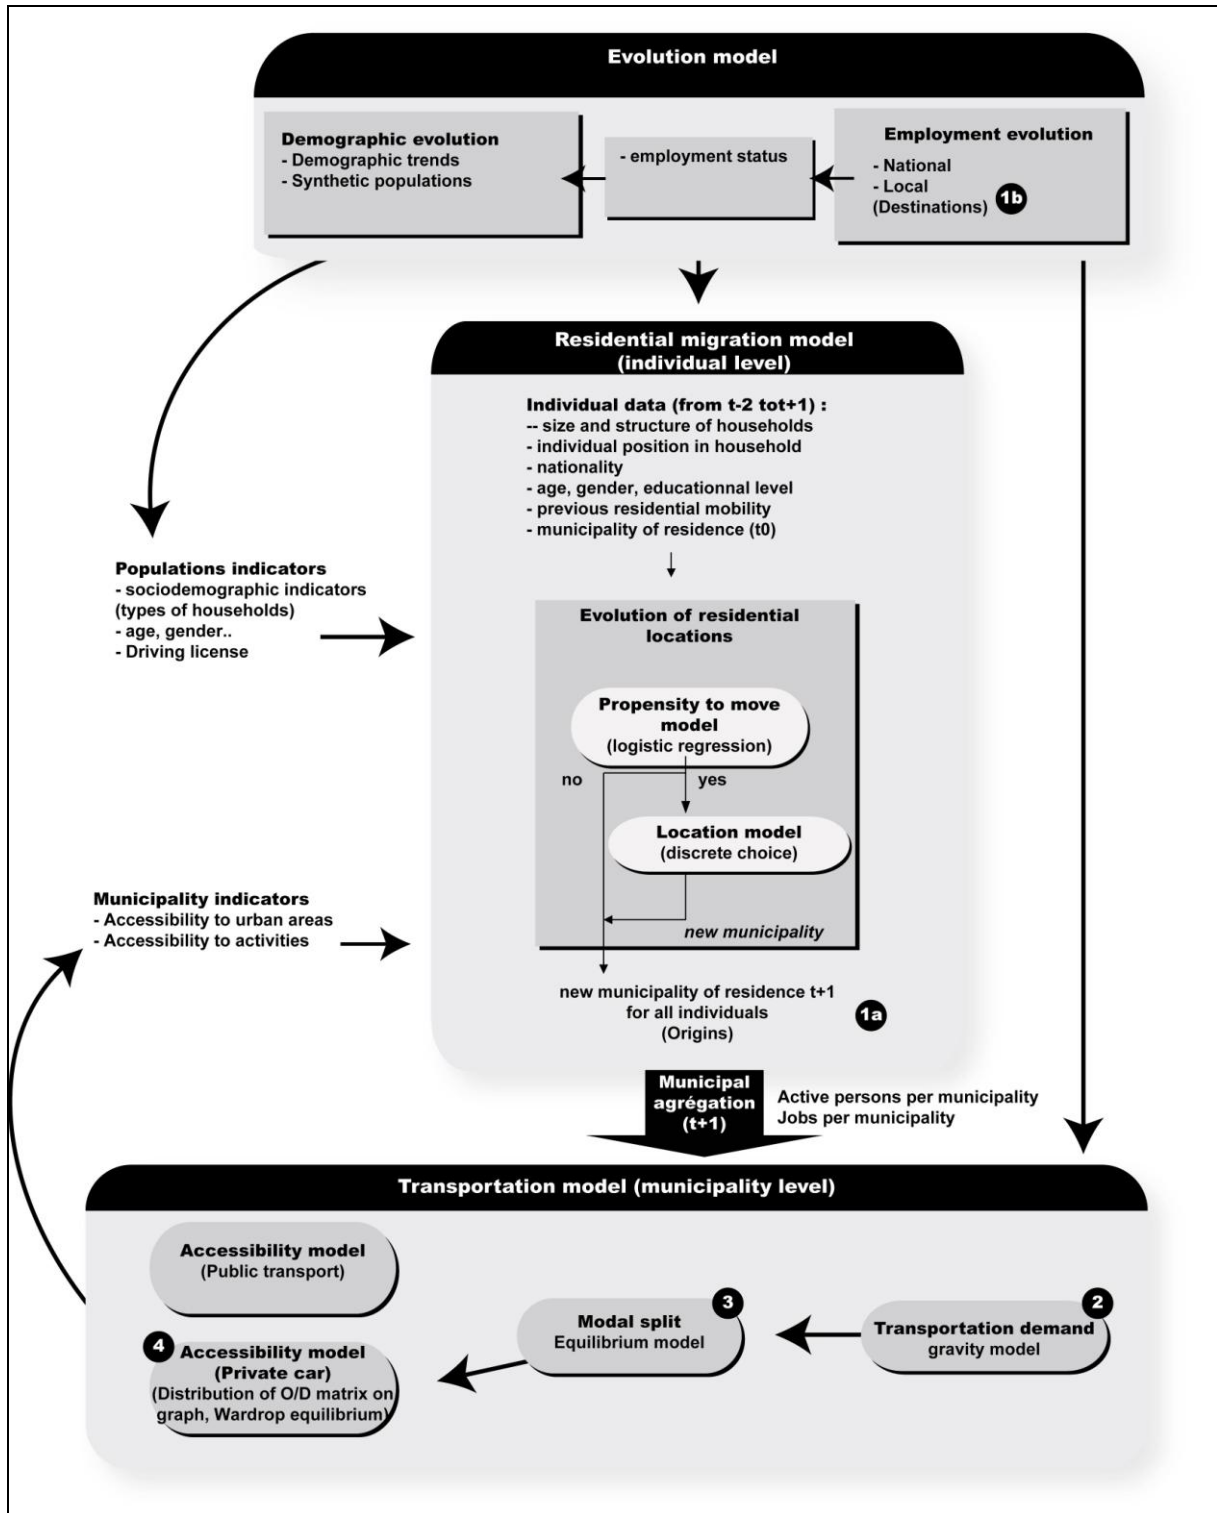 Evolution model
Demographic evolution
- Demographic trends
- Synthetic populations
- employment status
Employment evolution
- National
- Local
(Destinations)
1b
Residential migration model
(individual level)
Individual data (from t-2 tot+1) :
-- size and structure of households
- individual position in household
- nationality
- age, gender, educationnal level
- previous residential mobility
- municipality of residence (t0)
Populations indicators
- sociodemographic indicators
(types of households)
- age, gender..
- Driving license
Evolution of residential
locations
Propensity to move
model
(logistic regression)
no
yes
Location model
(discrete choice)
new municipality
Municipality indicators
- Accessibility to urban areas
- Accessibility to activities
new municipality of residence t+1
for all individuals
(Origins)
1a
Municipal
agrégation
(t+1)
Active persons per municipality
Jobs per municipality
Transportation model (municipality level)
Accessibility model
(Public transport)
3
Modal split
Equilibrium model
2
Transportation demand
gravity model
4
Accessibility model
(Private car)
(Distribution of O/D matrix on
graph, Wardrop equilibrium)